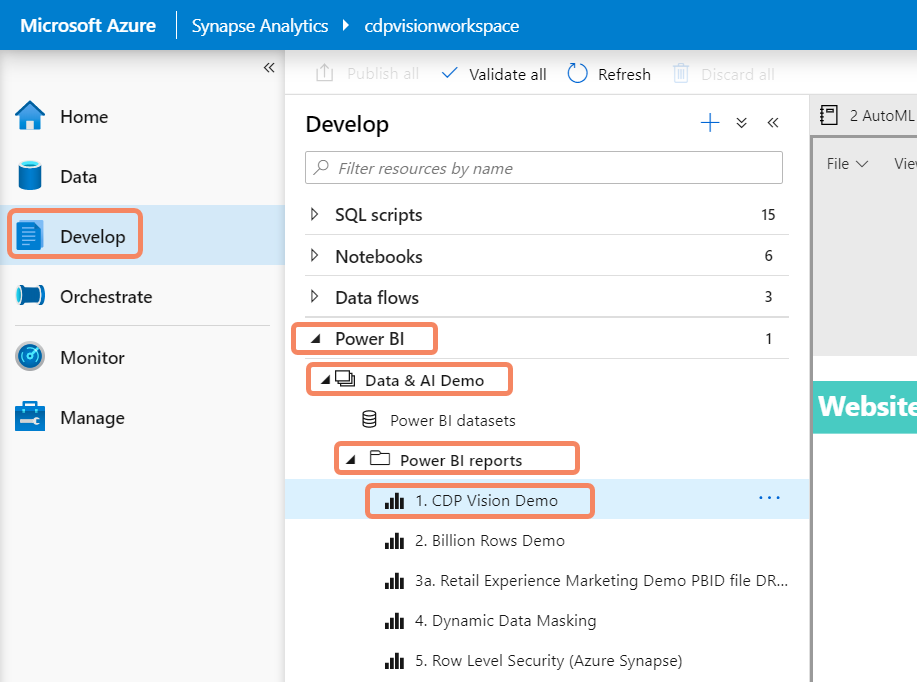 Microsoft Azure Synapse Analytics cdpvisionworkspace
Publish all Validate all Refresh Discard all
Home
Data
Develop
Orchestrate
Monitor
Manage
Develop
Filter resources by name
SQL scripts 15
Notebooks 6
Data flows 3
Power BI 1
Data & AI Demo
Power BI datasets
Power BI reports
1. CDP Vision Demo ...
2. Billion Rows Demo
3a. Retail Experience Marketing Demo PBID file DR...
4. Dynamic Data Masking
5. Row Level Security (Azure Synapse)
2 AutoML
File
Website